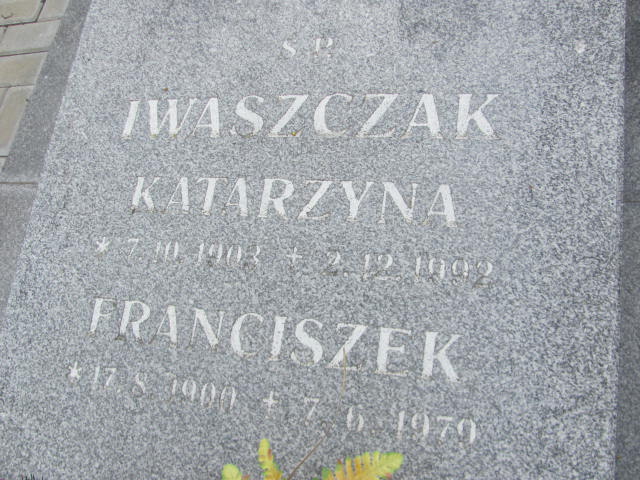 Ś.P.
IWASZCZAK
KATARZYNA
* 7.10.1903 + 2.12.1992
FRANCISZEK
* 17.8.1900 + 7.6.1979